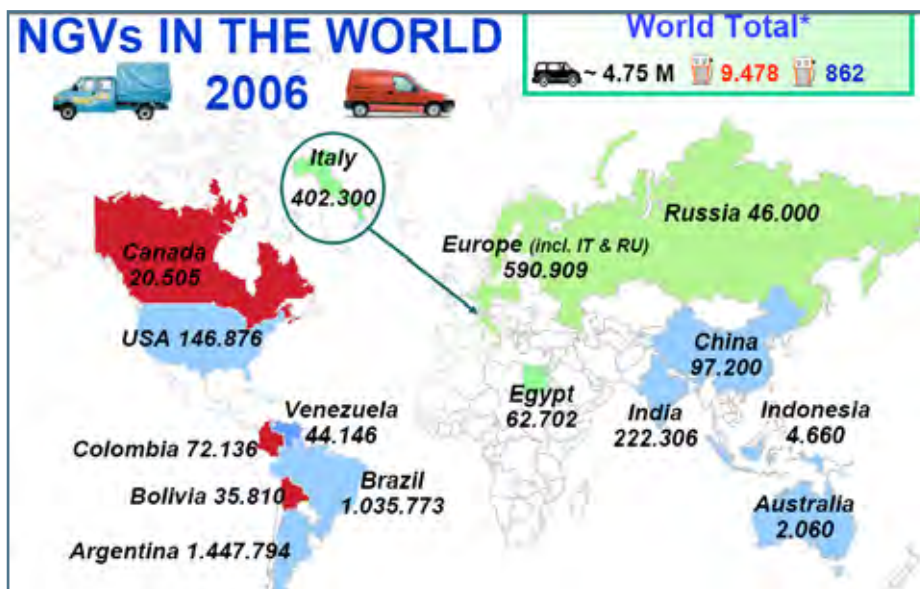 NGVs IN THE WORLD
2006
World Total*
~ 4.75 M 9.478 862
Italy
402.300
Russia 46.000
Europe (incl. IT & RU)
590.909
Canada
20.505
USA 146.876
China
97.200
Egypt
62.702
India
222.306
Indonesia
4.660
Venezuela
44.146
Colombia 72.136
Brazil
1.035.773
Bolivia 35.810
Australia
2.060
Argentina 1.447.794